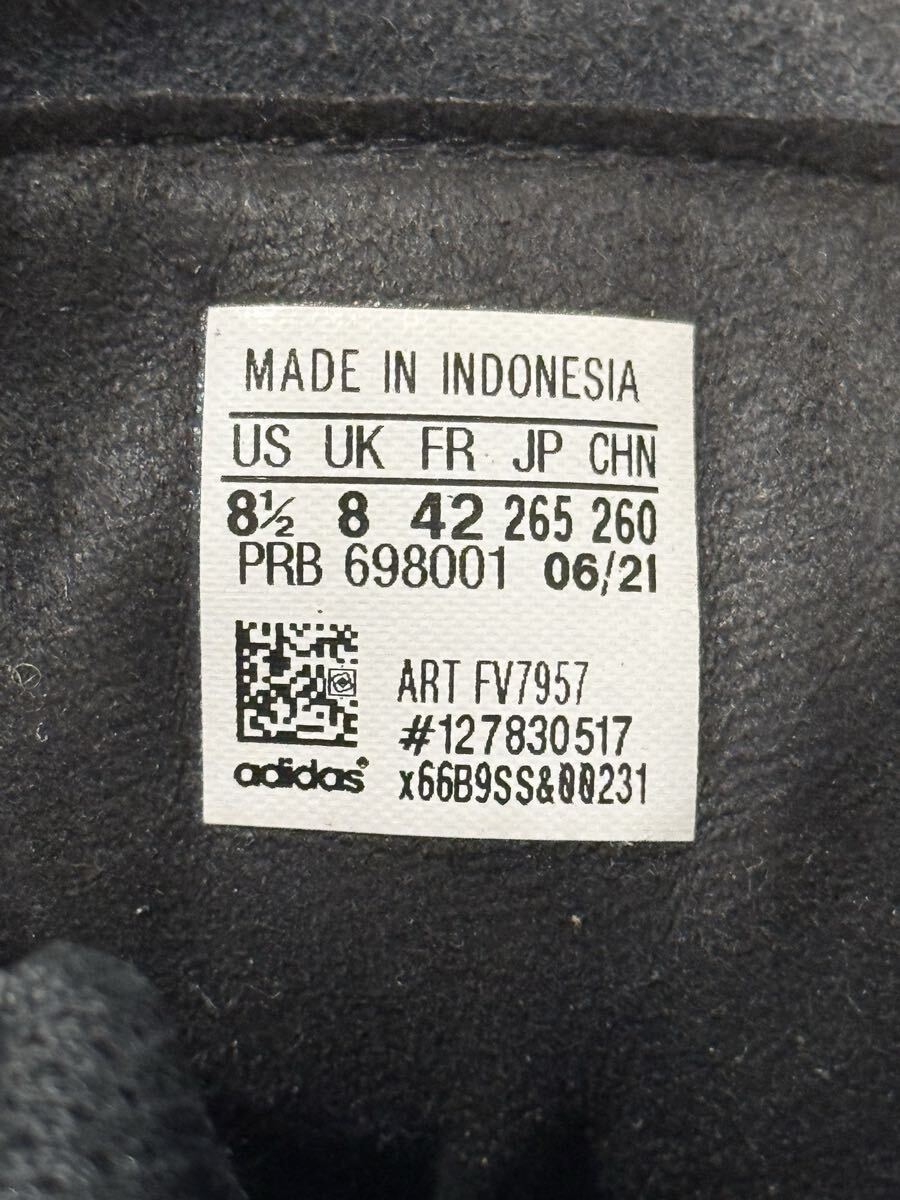 MADE IN INDONESIA
US UK FR JP CHN
8½ 8 42 265 260
PRB 698001 06/21
ART FV7957
#127830517
adidas® x66B9SS&00231